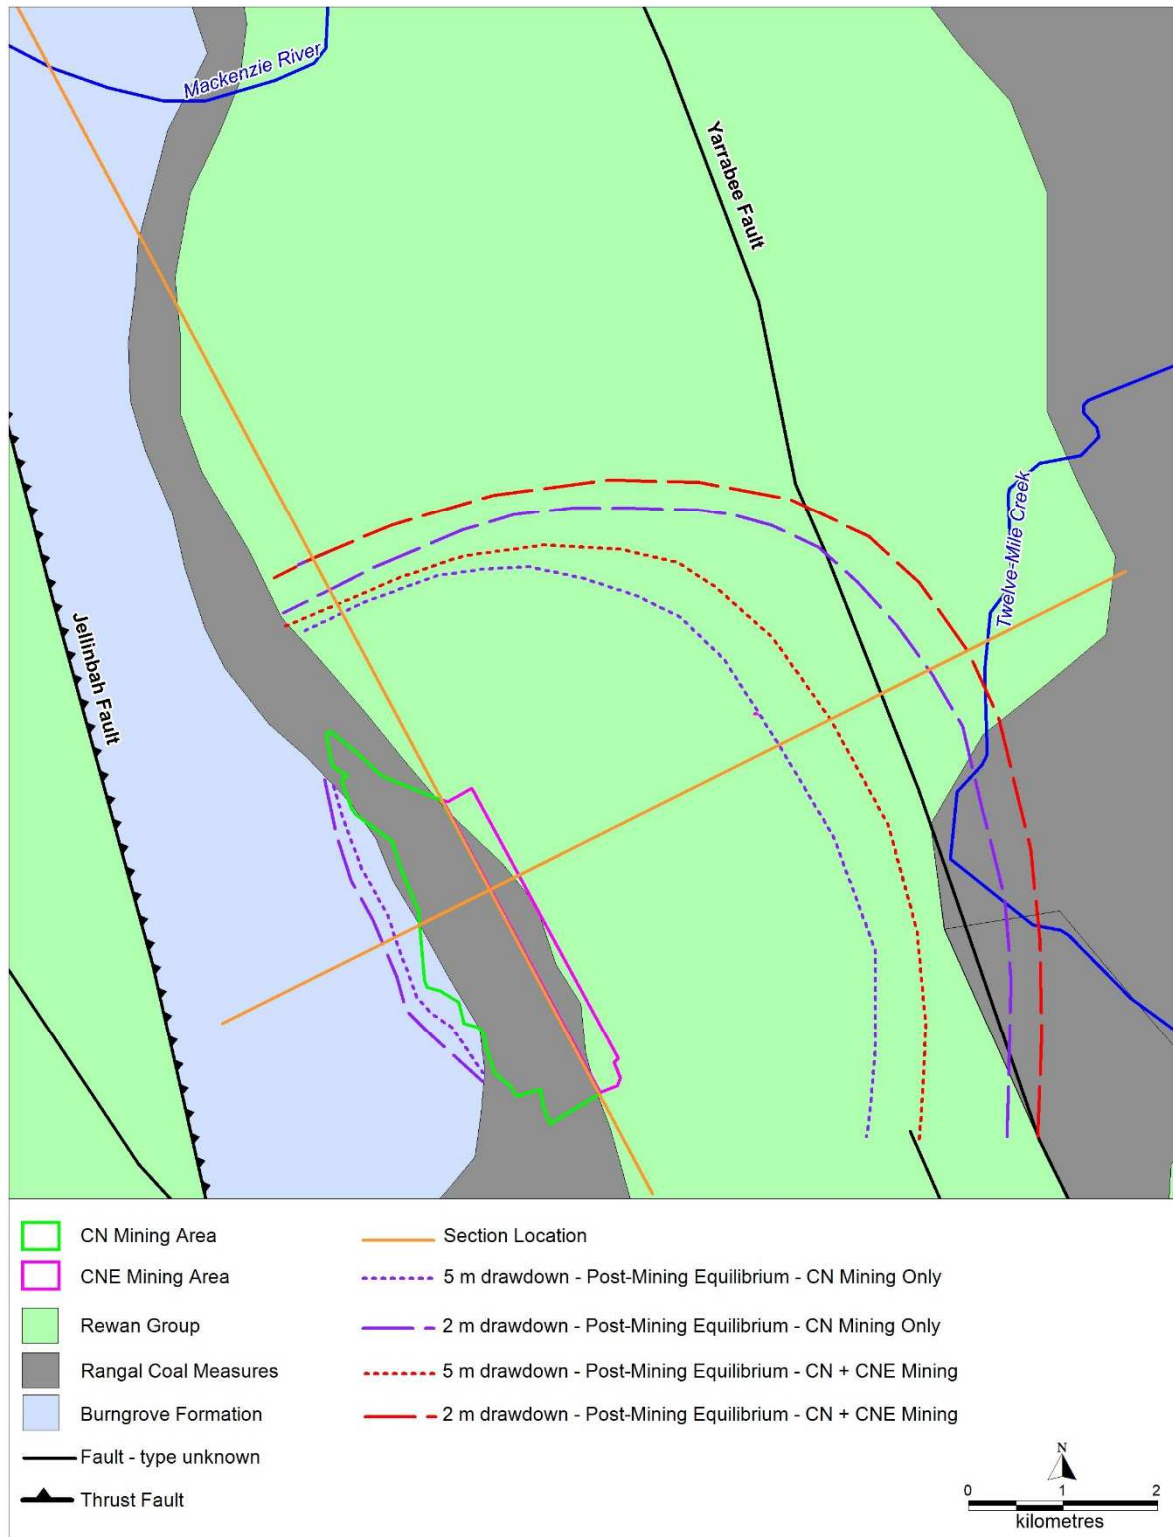 Mackenzie River
Yarrabee Fault
Twelve-Mile Creek
Jellinbah Fault
CN Mining Area
CNE Mining Area
Rewan Group
Rangal Coal Measures
Burngrove Formation
Fault - type unknown
Thrust Fault
Section Location
5 m drawdown - Post-Mining Equilibrium - CN Mining Only
2 m drawdown - Post-Mining Equilibrium - CN Mining Only
5 m drawdown - Post-Mining Equilibrium - CN + CNE Mining
2 m drawdown - Post-Mining Equilibrium - CN + CNE Mining
N
0 1 2
kilometres